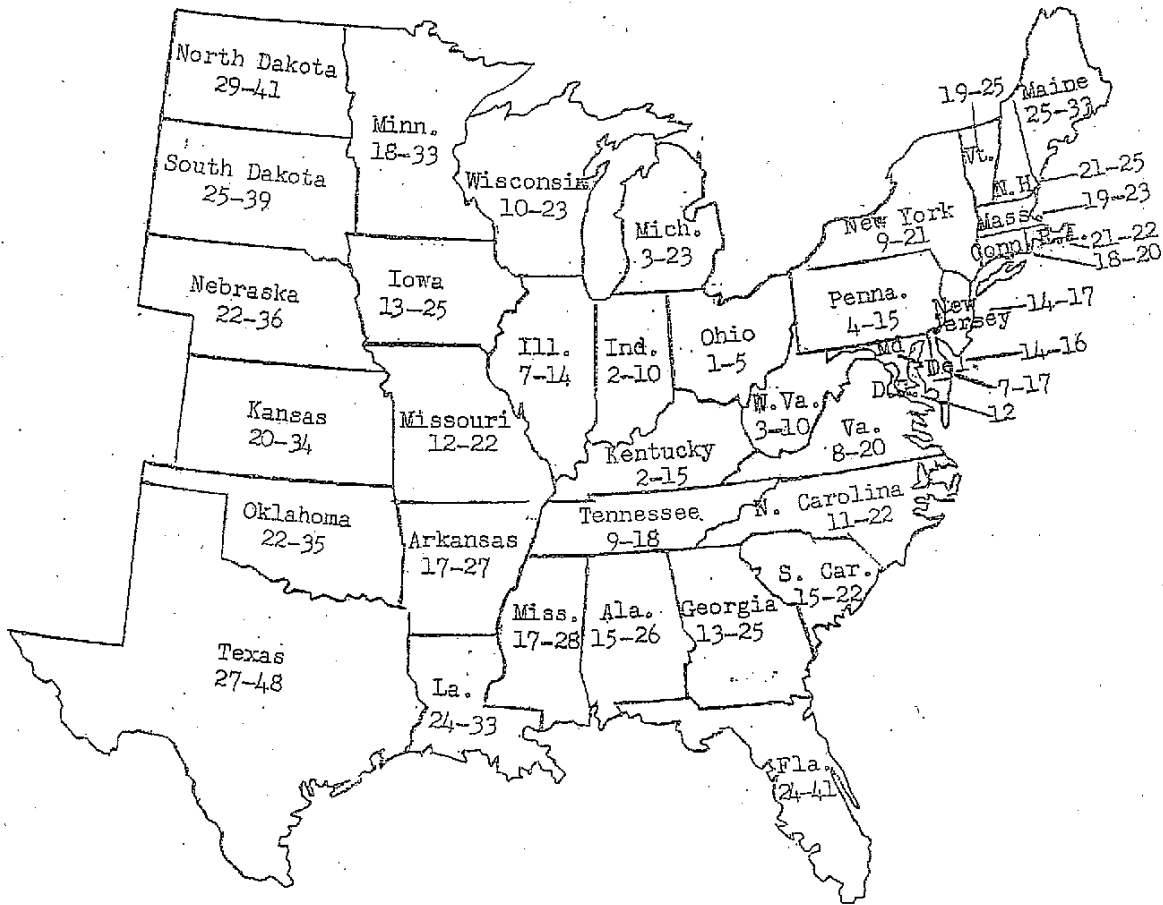 North Dakota
29-41
Minn.
18-33
South Dakota
25-39
Wisconsin
10-23
Mich.
3-23
19-25
Maine
25-33
Vt.
N.H.
21-25
Mass.
19-23
New York
9-21
Conn.
R.I.
21-22
18-20
Nebraska
22-36
Iowa
13-25
Ill.
7-14
Ind.
2-10
Ohio
1-5
Penna.
4-15
New
Jersey
14-17
Md.
Del.
14-16
7-17
D.C.
12
Kansas
20-34
Missouri
12-22
W.Va.
3-10
Va.
8-20
Kentucky
2-15
Oklahoma
22-35
Arkansas
17-27
Tennessee
9-18
N. Carolina
11-22
S. Car.
15-22
Miss.
17-28
Ala.
15-26
Georgia
13-25
Texas
27-48
La.
24-33
Fla.
24-41